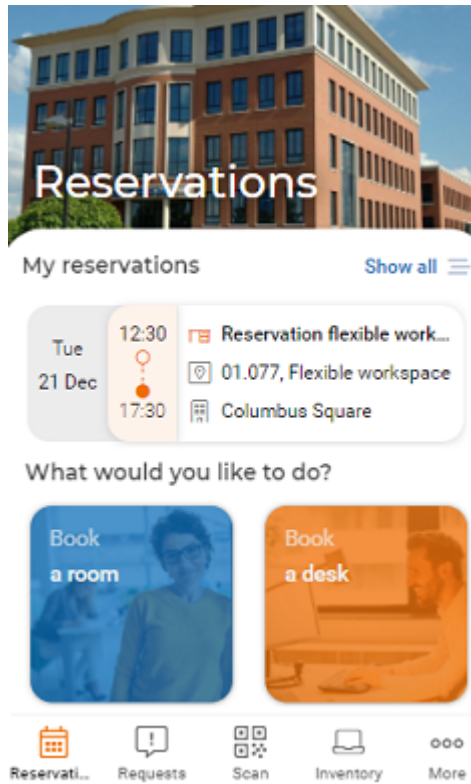 Reservations
My reservations
Show all
Tue
21 Dec
12:30
17:30
Reservation flexible work...
01.077, Flexible workspace
Columbus Square
What would you like to do?
Book
a room
Book
a desk
Reservati...
Requests
Scan
Inventory
More